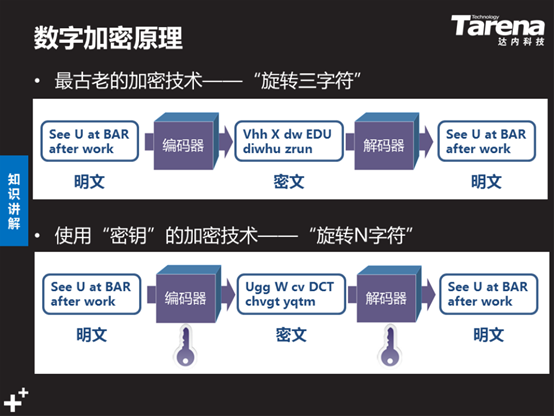 Technology
Tarena
达内科技
数字加密原理
• 最古老的加密技术——“旋转三字符”
See U at BAR
after work
编码器
Vhh X dw EDU
diwhu zrun
解码器
See U at BAR
after work
明文
密文
明文
知识讲解
• 使用“密钥”的加密技术——“旋转N字符”
See U at BAR
after work
编码器
Ugg W cv DCT
chvgt yqtm
解码器
See U at BAR
after work
明文
密文
明文